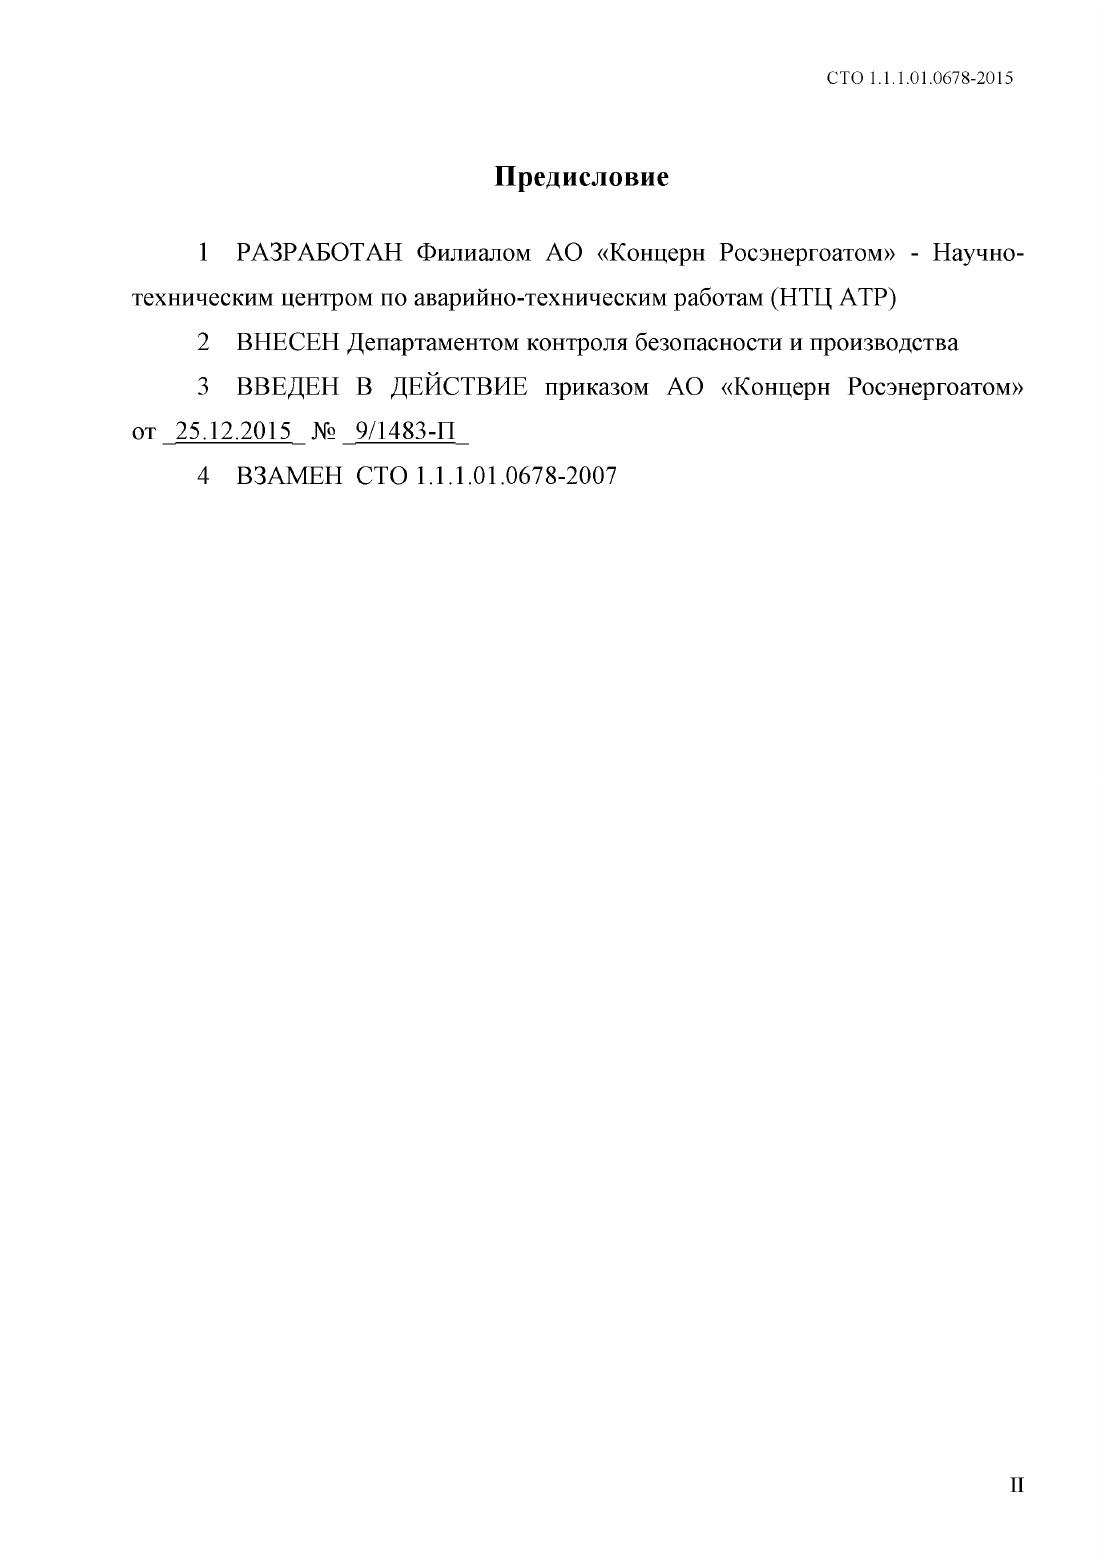 СТО 1.1.1.01.0678-2015
Предисловие
1 РАЗРАБОТАН Филиалом АО «Концерн Росэнергоатом» - Научно-
техническим центром по аварийно-техническим работам (НТЦ АТР)
2 ВНЕСЕН Департаментом контроля безопасности и производства
3 ВВЕДЕН В ДЕЙСТВИЕ приказом АО «Концерн Росэнергоатом»
от _25.12.2015_ № _9/1483-П_
4 ВЗАМЕН СТО 1.1.1.01.0678-2007
II